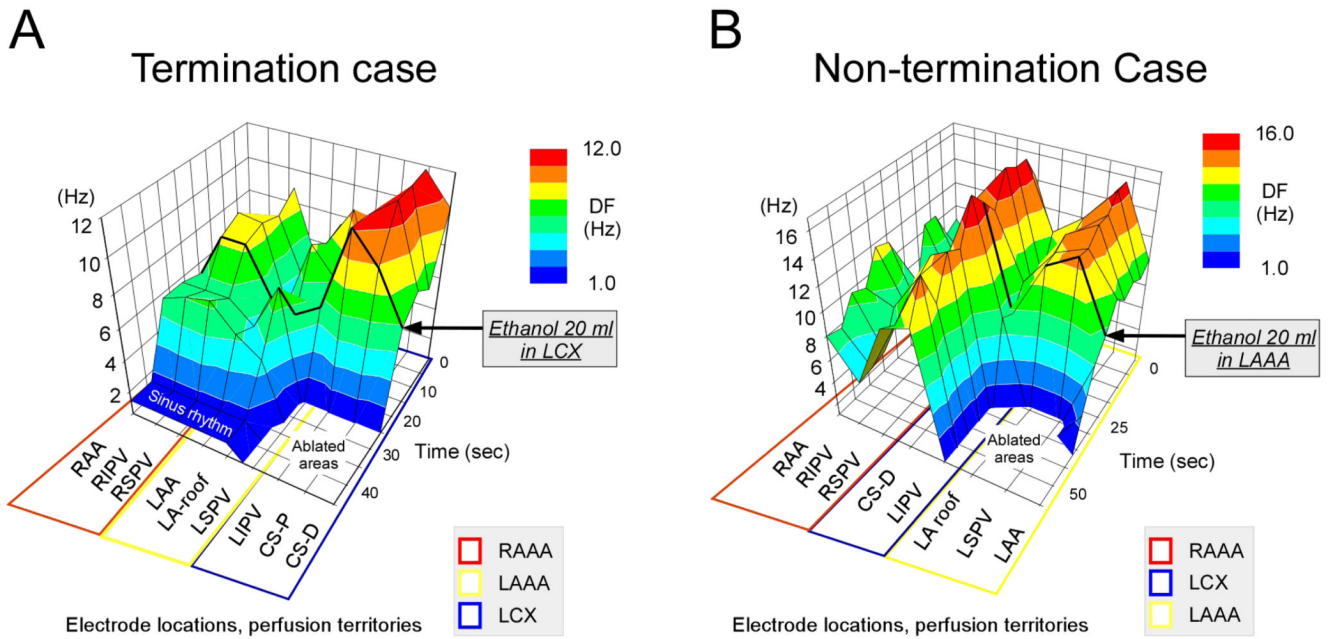 A
Termination case
(Hz)
12
10
8
6
4
2
12.0
DF
(Hz)
1.0
Ethanol 20 ml
in LCX
Sinus rhythm
Ablated
areas
0
10
20
30
40
Time (sec)
RAA
RIPV
RSPV
LAA
LA-roof
LSPV
LIPV
CS-P
CS-D
RAAA
LAAA
LCX
Electrode locations, perfusion territories
B
Non-termination Case
(Hz)
16
14
12
10
8
6
4
16.0
DF
(Hz)
1.0
Ethanol 20 ml
in LAAA
Ablated
areas
0
25
50
Time (sec)
RAA
RIPV
RSPV
CS-D
LIPV
LA roof
LSPV
LAA
RAAA
LCX
LAAA
Electrode locations, perfusion territories